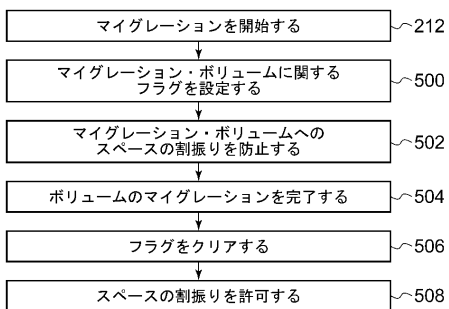 マイグレーションを開始する
212
マイグレーション・ボリュームに関する
フラグを設定する
500
マイグレーション・ボリュームへの
スペースの割振りを防止する
502
ボリュームのマイグレーションを完了する
504
フラグをクリアする
506
スペースの割振りを許可する
508